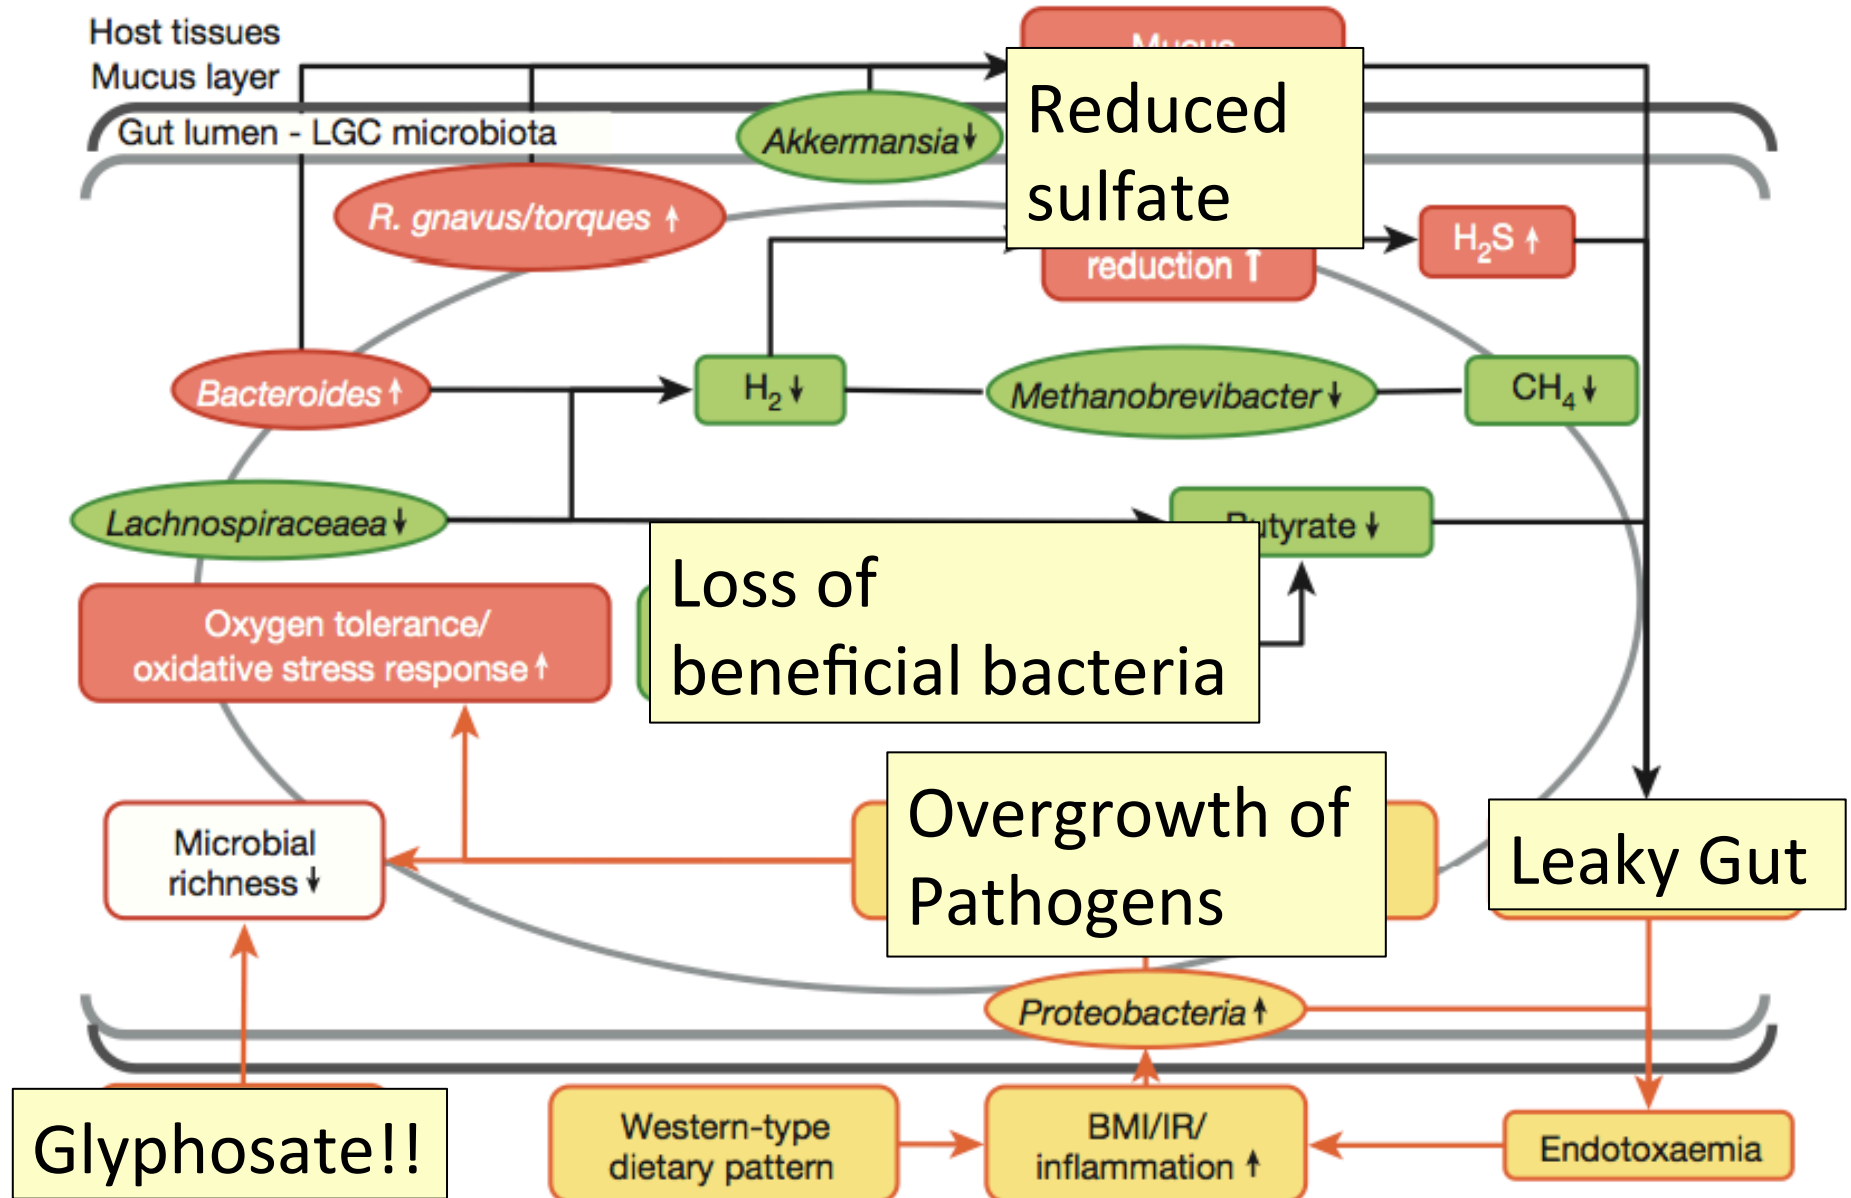 Host tissues
Mucus layer
Gut lumen - LGC microbiota
Akkermansia ↓
Reduced
sulfate
R. gnavus/torques ↑
reduction ↑
H2S ↑
Bacteroides ↑
H2 ↓
Methanobrevibacter ↓
CH4 ↓
Lachnospiraceaea ↓
utyrate ↓
Loss of
beneficial bacteria
Oxygen tolerance/
oxidative stress response ↑
Overgrowth of
Pathogens
Microbial
richness ↓
Leaky Gut
Proteobacteria ↑
Glyphosate!!
Western-type
dietary pattern
BMI/IR/
inflammation ↑
Endotoxaemia